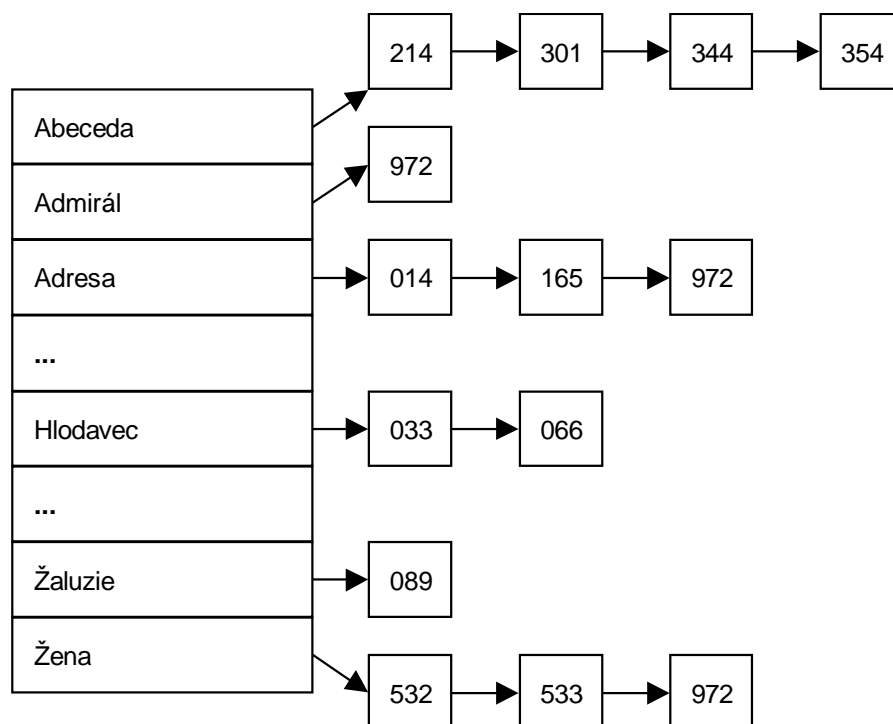 214 301 344 354
Abeceda
972
Admirál
Adresa 014 165 972
...
Hlodavec 033 066
...
Žaluzie 089
Žena
532 533 972